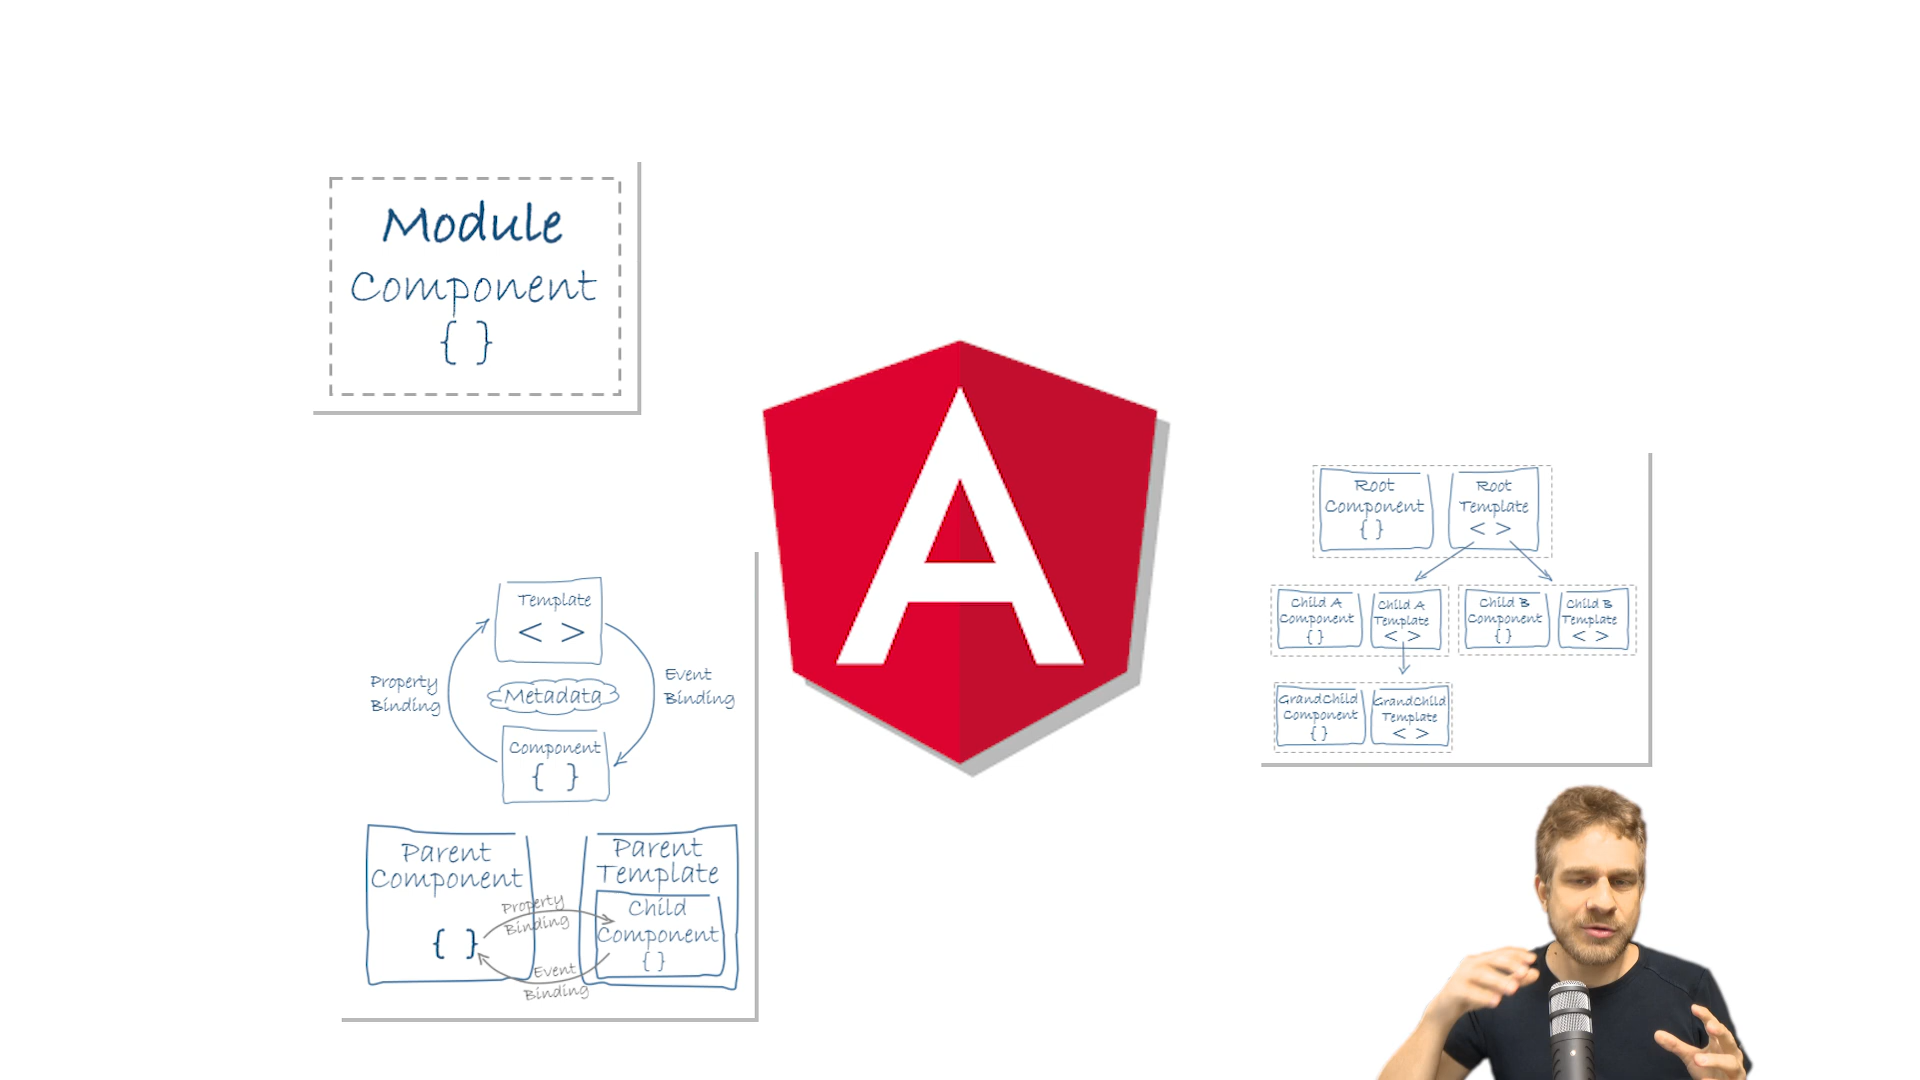 Module
Component
{ }
A
Template
< >
Property
Binding
Metadata
Event
Binding
Component
{ }
Parent
Component
{ }
Property
Binding
Event
Binding
Parent
Template
Child
Component
{ }
Root
Component
{ }
Root
Template
< >
Child A
Component
{ }
Child A
Template
< >
Child B
Component
{ }
Child B
Template
< >
GrandChild
Component
{ }
GrandChild
Template
< >